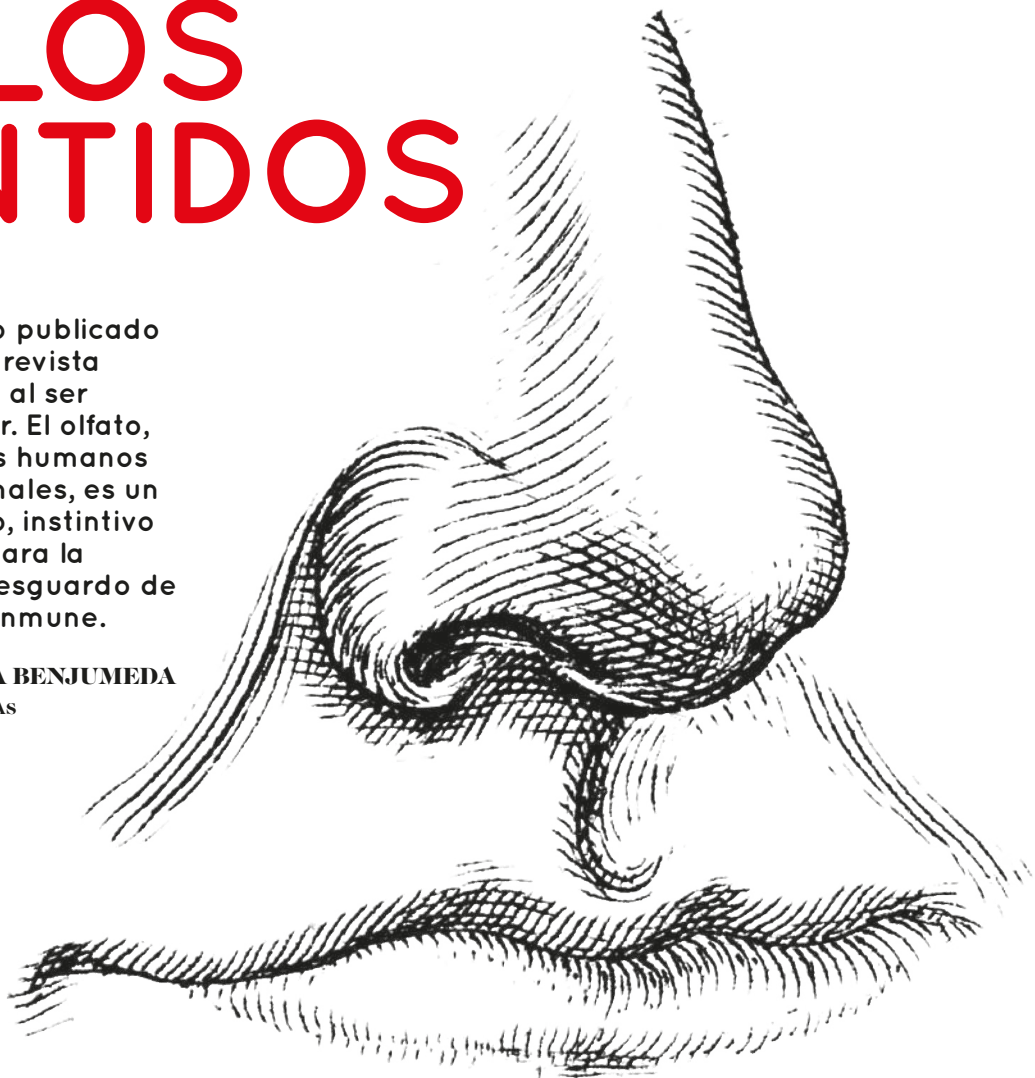 LOS
NTIDOS
o publicado
revista
al ser
r. El olfato,
s humanos
nales, es un
o, instintivo
ara la
esguardo de
nmune.
A BENJUMEDA
AS